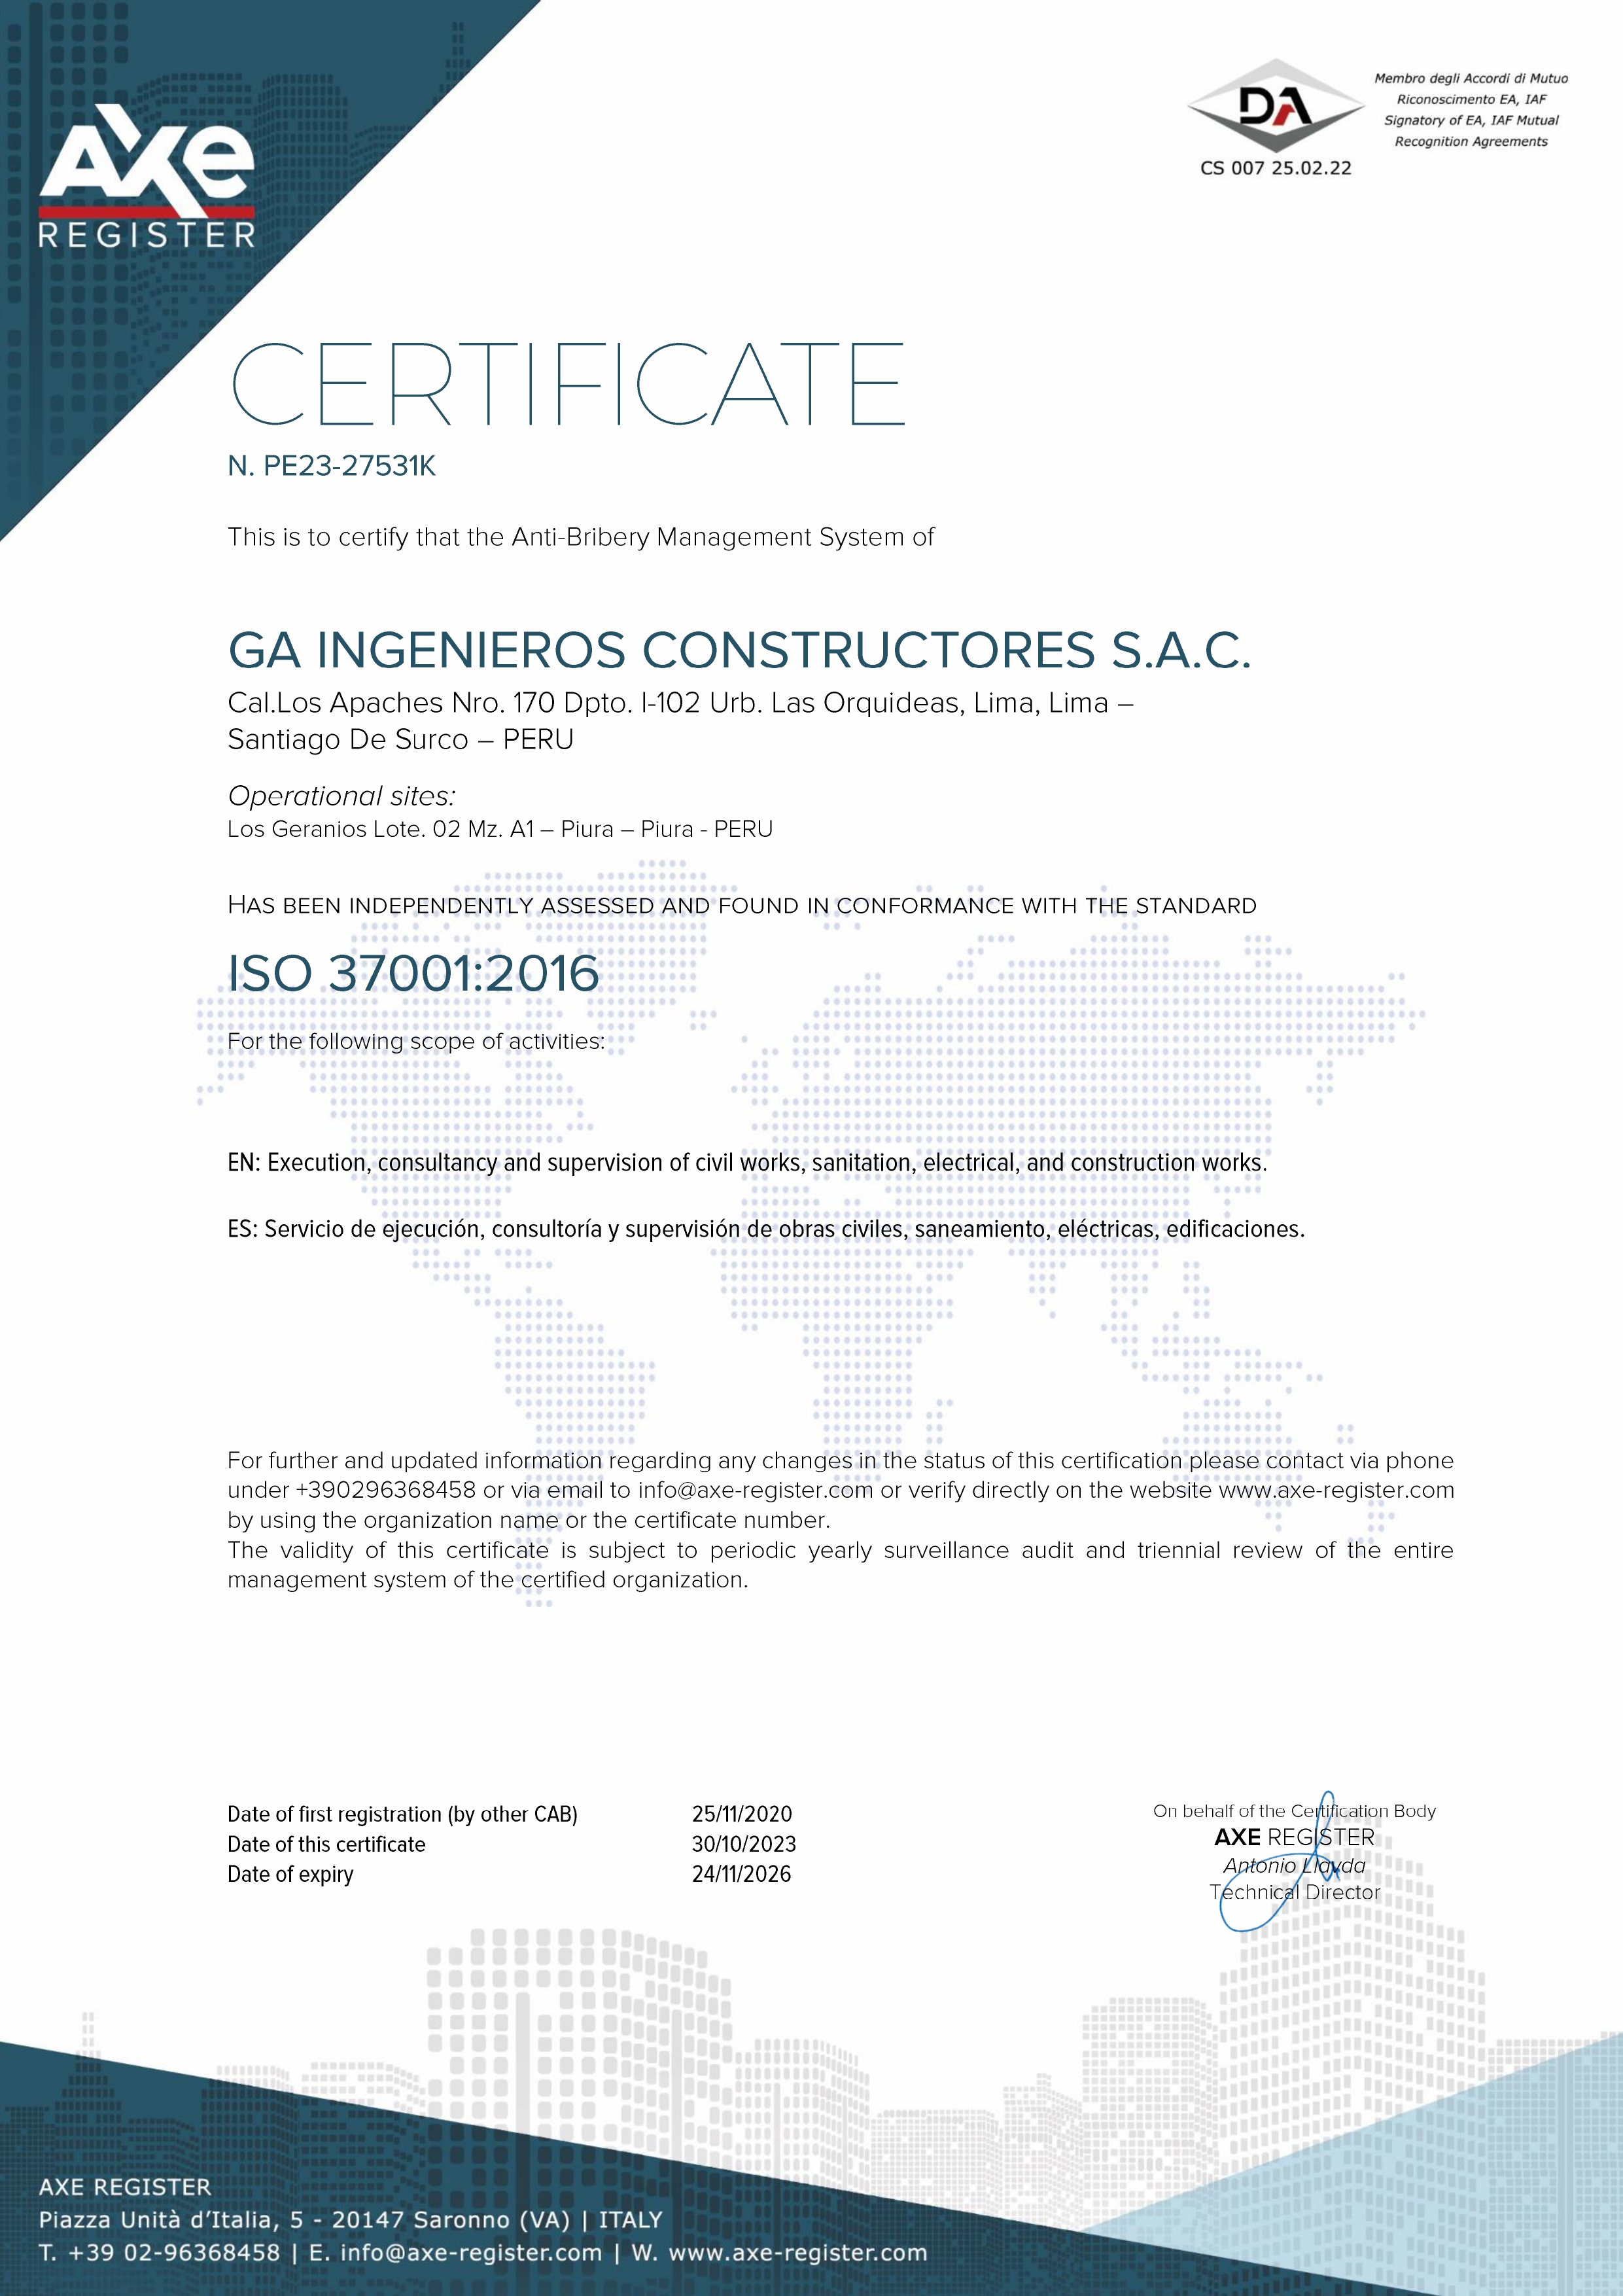 AXe
REGISTER
DA
CS 007 25.02.22
Membro degli Accordi di Mutuo
Riconoscimento EA, IAF
Signatory of EA, IAF Mutual
Recognition Agreements
CERTIFICATE
N. PE23-27531K
This is to certify that the Anti-Bribery Management System of
GA INGENIEROS CONSTRUCTORES S.A.C.
Cal.Los Apaches Nro. 170 Dpto. I-102 Urb. Las Orquideas, Lima, Lima –
Santiago De Surco – PERU
Operational sites:
Los Geranios Lote. 02 Mz. A1 – Piura – Piura - PERU
HAS BEEN INDEPENDENTLY ASSESSED AND FOUND IN CONFORMANCE WITH THE STANDARD
ISO 37001:2016
For the following scope of activities:
EN: Execution, consultancy and supervision of civil works, sanitation, electrical, and construction works.
ES: Servicio de ejecución, consultoría y supervisión de obras civiles, saneamiento, eléctricas, edificaciones.
For further and updated information regarding any changes in the status of this certification please contact via phone
under +390296368458 or via email to info@axe-register.com or verify directly on the website www.axe-register.com
by using the organization name or the certificate number.
The validity of this certificate is subject to periodic yearly surveillance audit and triennial review of the entire
management system of the certified organization.
Date of first registration (by other CAB) 25/11/2020
Date of this certificate 30/10/2023
Date of expiry 24/11/2026
On behalf of the Certification Body
AXE REGISTER
Antonio Llavda
Technical Director
AXE REGISTER
Piazza Unità d'Italia, 5 - 20147 Saronno (VA) | ITALY
T. +39 02-96368458 | E. info@axe-register.com | W. www.axe-register.com